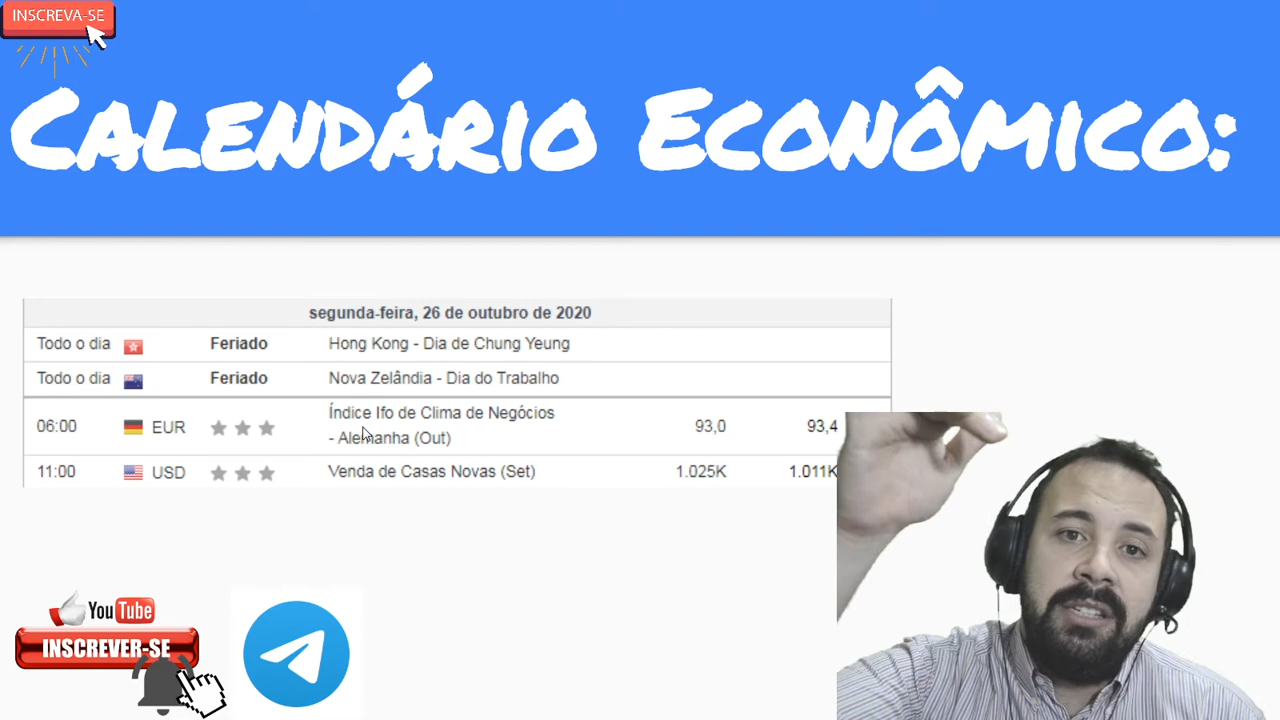 INSCREVA-SE
Calendário Econômico:
segunda-feira, 26 de outubro de 2020
Todo o dia Feriado Hong Kong - Dia de Chung Yeung
Todo o dia Feriado Nova Zelândia - Dia do Trabalho
06:00 EUR Índice Ifo de Clima de Negócios 93,0 93,4
- Alemanha (Out)
11:00 USD Venda de Casas Novas (Set) 1.025K 1.011K
YouTube
INSCREVER-SE